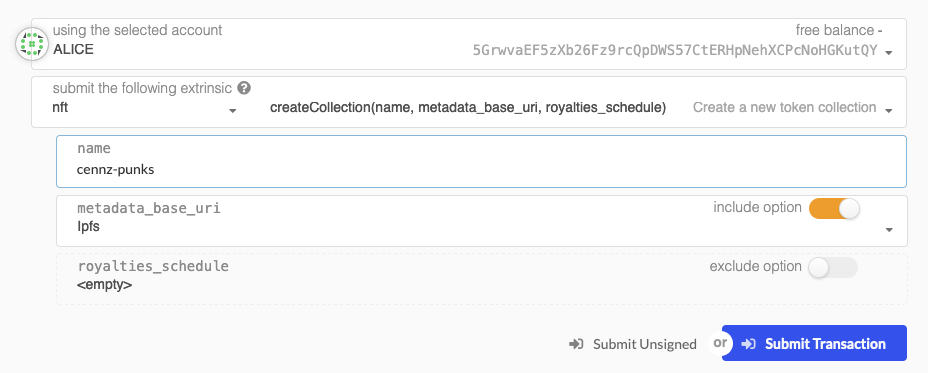 using the selected account
free balance -
ALICE
5GrwvaEF5zXb26Fz9rcQpDWS57CtERHpNehXCPcNoHGKutQY
submit the following extrinsic ?
nft
createCollection(name, metadata_base_uri, royalties_schedule)
Create a new token collection
name
cennz-punks
metadata_base_uri
include option
Ipfs
royalties_schedule
exclude option
<empty>
Submit Unsigned
or
Submit Transaction